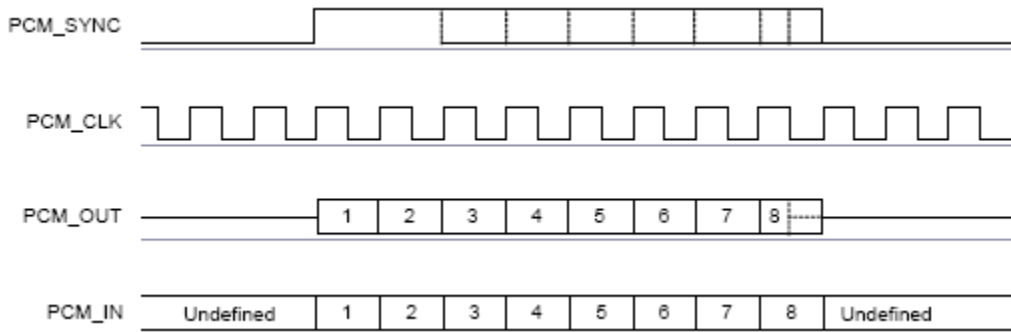 PCM_SYNC
PCM_CLK
PCM_OUT 1 2 3 4 5 6 7 8
PCM_IN Undefined 1 2 3 4 5 6 7 8 Undefined